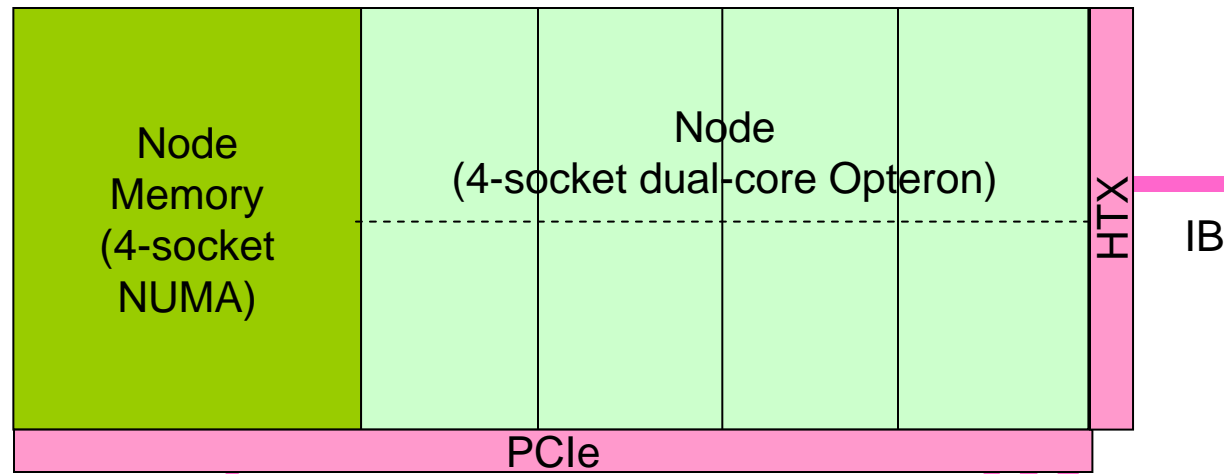 Node
Memory
(4-socket
NUMA)
Node
(4-socket dual-core Opteron)
HTX
IB
PCIe